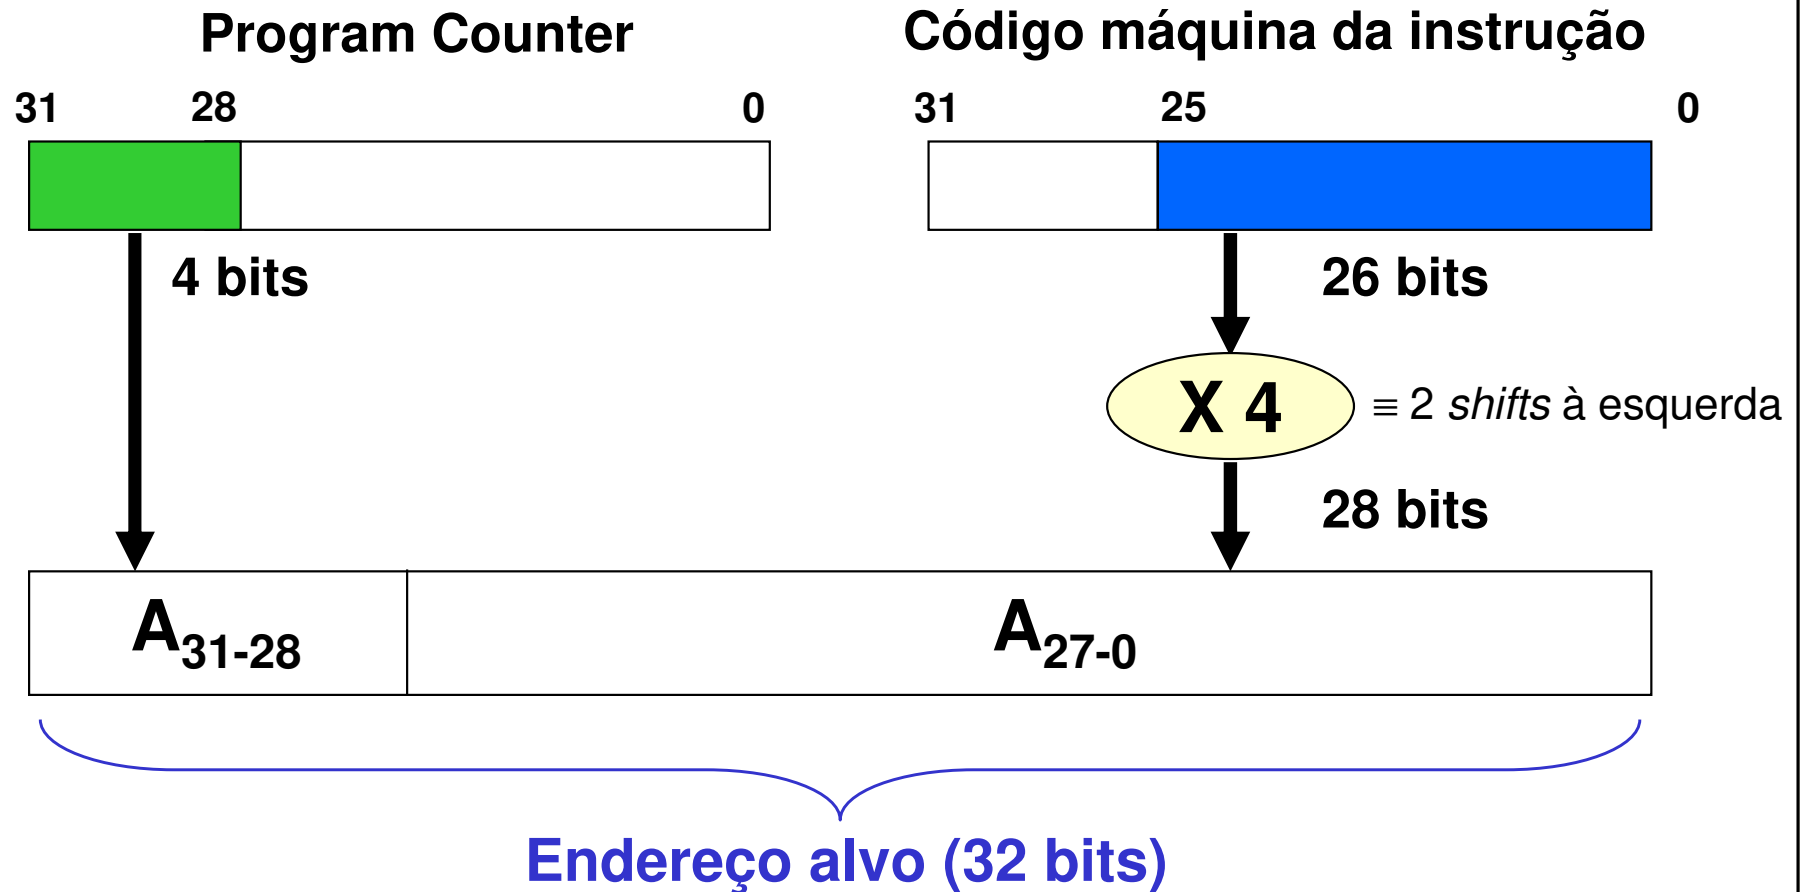 Program Counter
Código máquina da instrução
31 28 0
31 25 0
4 bits
26 bits
X 4 ≡ 2 shifts à esquerda
28 bits
A31-28
A27-0
Endereço alvo (32 bits)